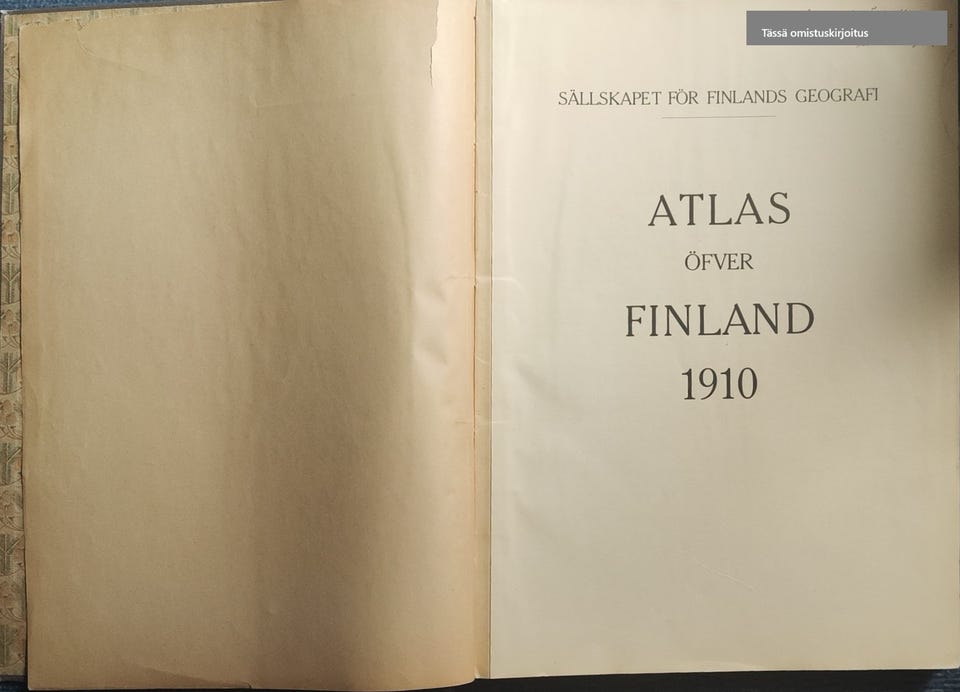 Tässä omistuskirjoitus
SÄLLSKAPET FÖR FINLANDS GEOGRAFI
ATLAS
ÖFVER
FINLAND
1910